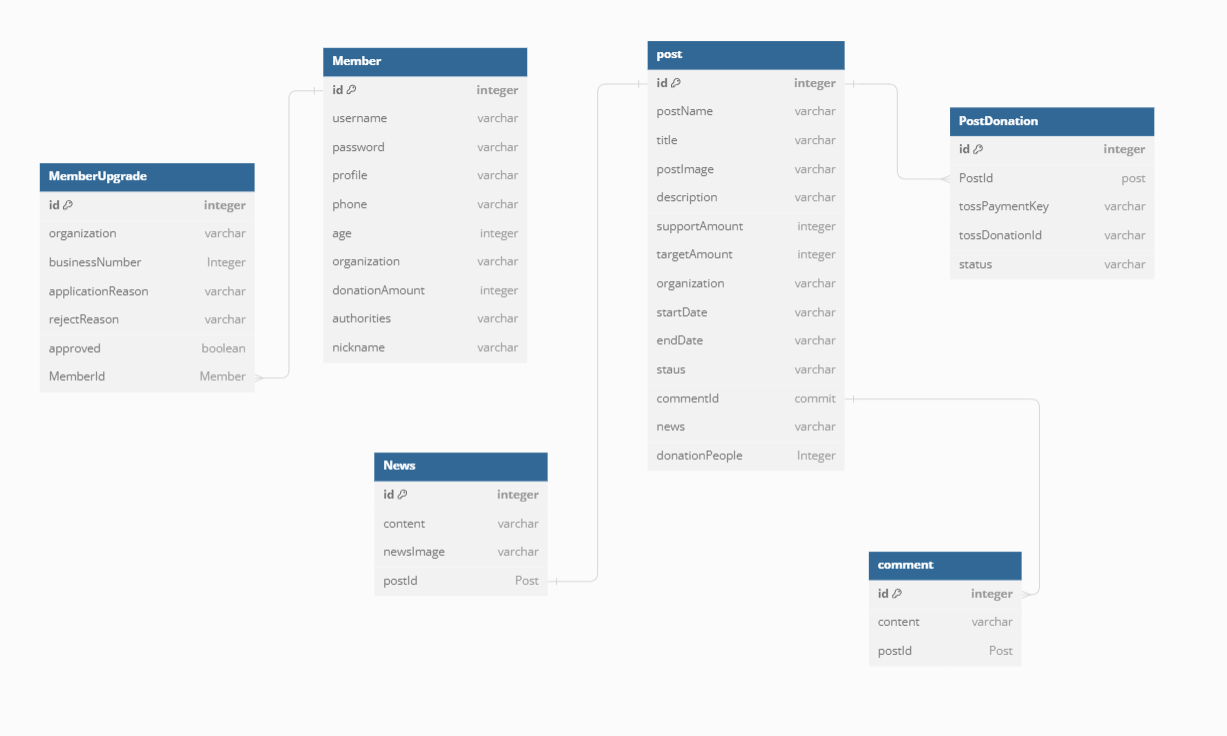 Member
id integer
username varchar
password varchar
profile varchar
phone varchar
age integer
organization varchar
donationAmount integer
authorities varchar
nickname varchar
post
id integer
postName varchar
title varchar
postImage varchar
description varchar
supportAmount integer
targetAmount integer
organization varchar
startDate varchar
endDate varchar
staus varchar
commentId commit
news varchar
donationPeople Integer
PostDonation
id integer
PostId post
tossPaymentKey varchar
tossDonationId varchar
status varchar
MemberUpgrade
id integer
organization varchar
businessNumber Integer
applicationReason varchar
rejectReason varchar
approved boolean
MemberId Member
News
id integer
content varchar
newsImage varchar
postId Post
comment
id integer
content varchar
postId Post